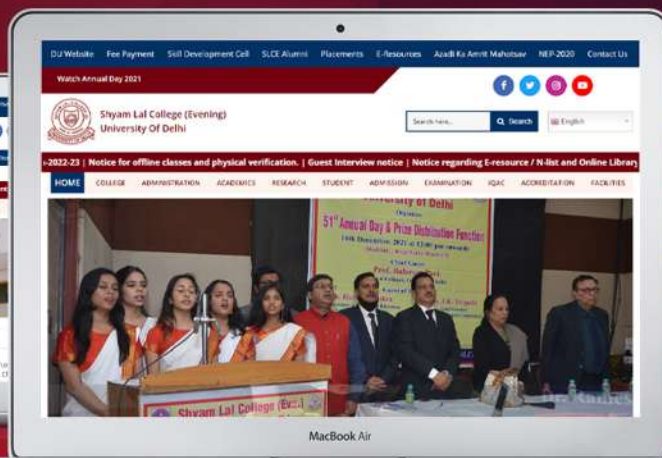 DU Website Fee Payment Skill Development Cell SLCE Alumni Placements E-Resources Azadi Ka Amrit Mahotsav NEP-2020 Contact Us
Watch Annual Day 2021
Shyam Lal College (Evening)
University Of Delhi
Search here..
Search
English
-2022-23 | Notice for offline classes and physical verification. | Guest Interview notice | Notice regarding E-resource / N-list and Online Library
HOME COLLEGE ADMINISTRATION ACADEMICS RESEARCH STUDENT ADMISSION EXAMINATION IQAC ACCREDITATION FACILITIES
University of Delhi
Organises
51st Annual Day & Prize Distribution Function
Chief Guest
Shyam Lal College (Eve.)
MacBook Air